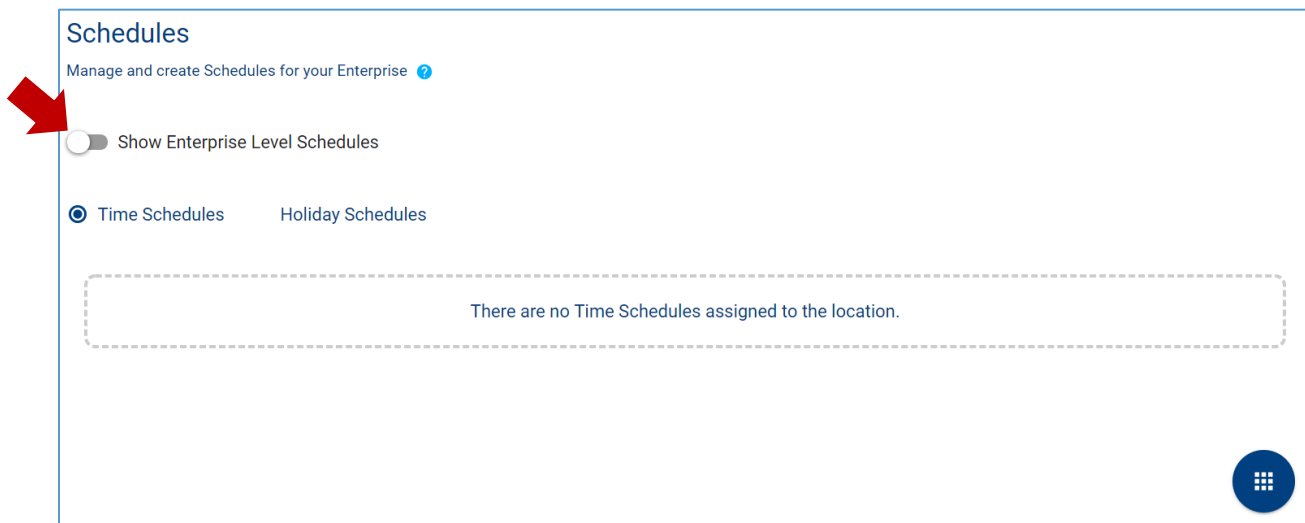 Schedules
Manage and create Schedules for your Enterprise ?
Show Enterprise Level Schedules
Time Schedules Holiday Schedules
There are no Time Schedules assigned to the location.